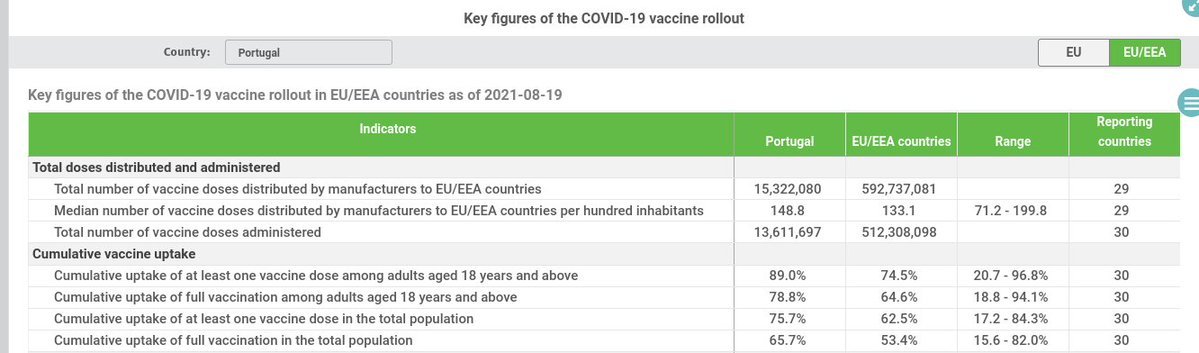 Key figures of the COVID-19 vaccine rollout
Country: Portugal EU EU/EEA
Key figures of the COVID-19 vaccine rollout in EU/EEA countries as of 2021-08-19
Indicators Portugal EU/EEA countries Range Reporting countries
Total doses distributed and administered
Total number of vaccine doses distributed by manufacturers to EU/EEA countries 15,322,080 592,737,081 29
Median number of vaccine doses distributed by manufacturers to EU/EEA countries per hundred inhabitants 148.8 133.1 71.2 - 199.8 29
Total number of vaccine doses administered 13,611,697 512,308,098 30
Cumulative vaccine uptake
Cumulative uptake of at least one vaccine dose among adults aged 18 years and above 89.0% 74.5% 20.7 - 96.8% 30
Cumulative uptake of full vaccination among adults aged 18 years and above 78.8% 64.6% 18.8 - 94.1% 30
Cumulative uptake of at least one vaccine dose in the total population 75.7% 62.5% 17.2 - 84.3% 30
Cumulative uptake of full vaccination in the total population 65.7% 53.4% 15.6 - 82.0% 30